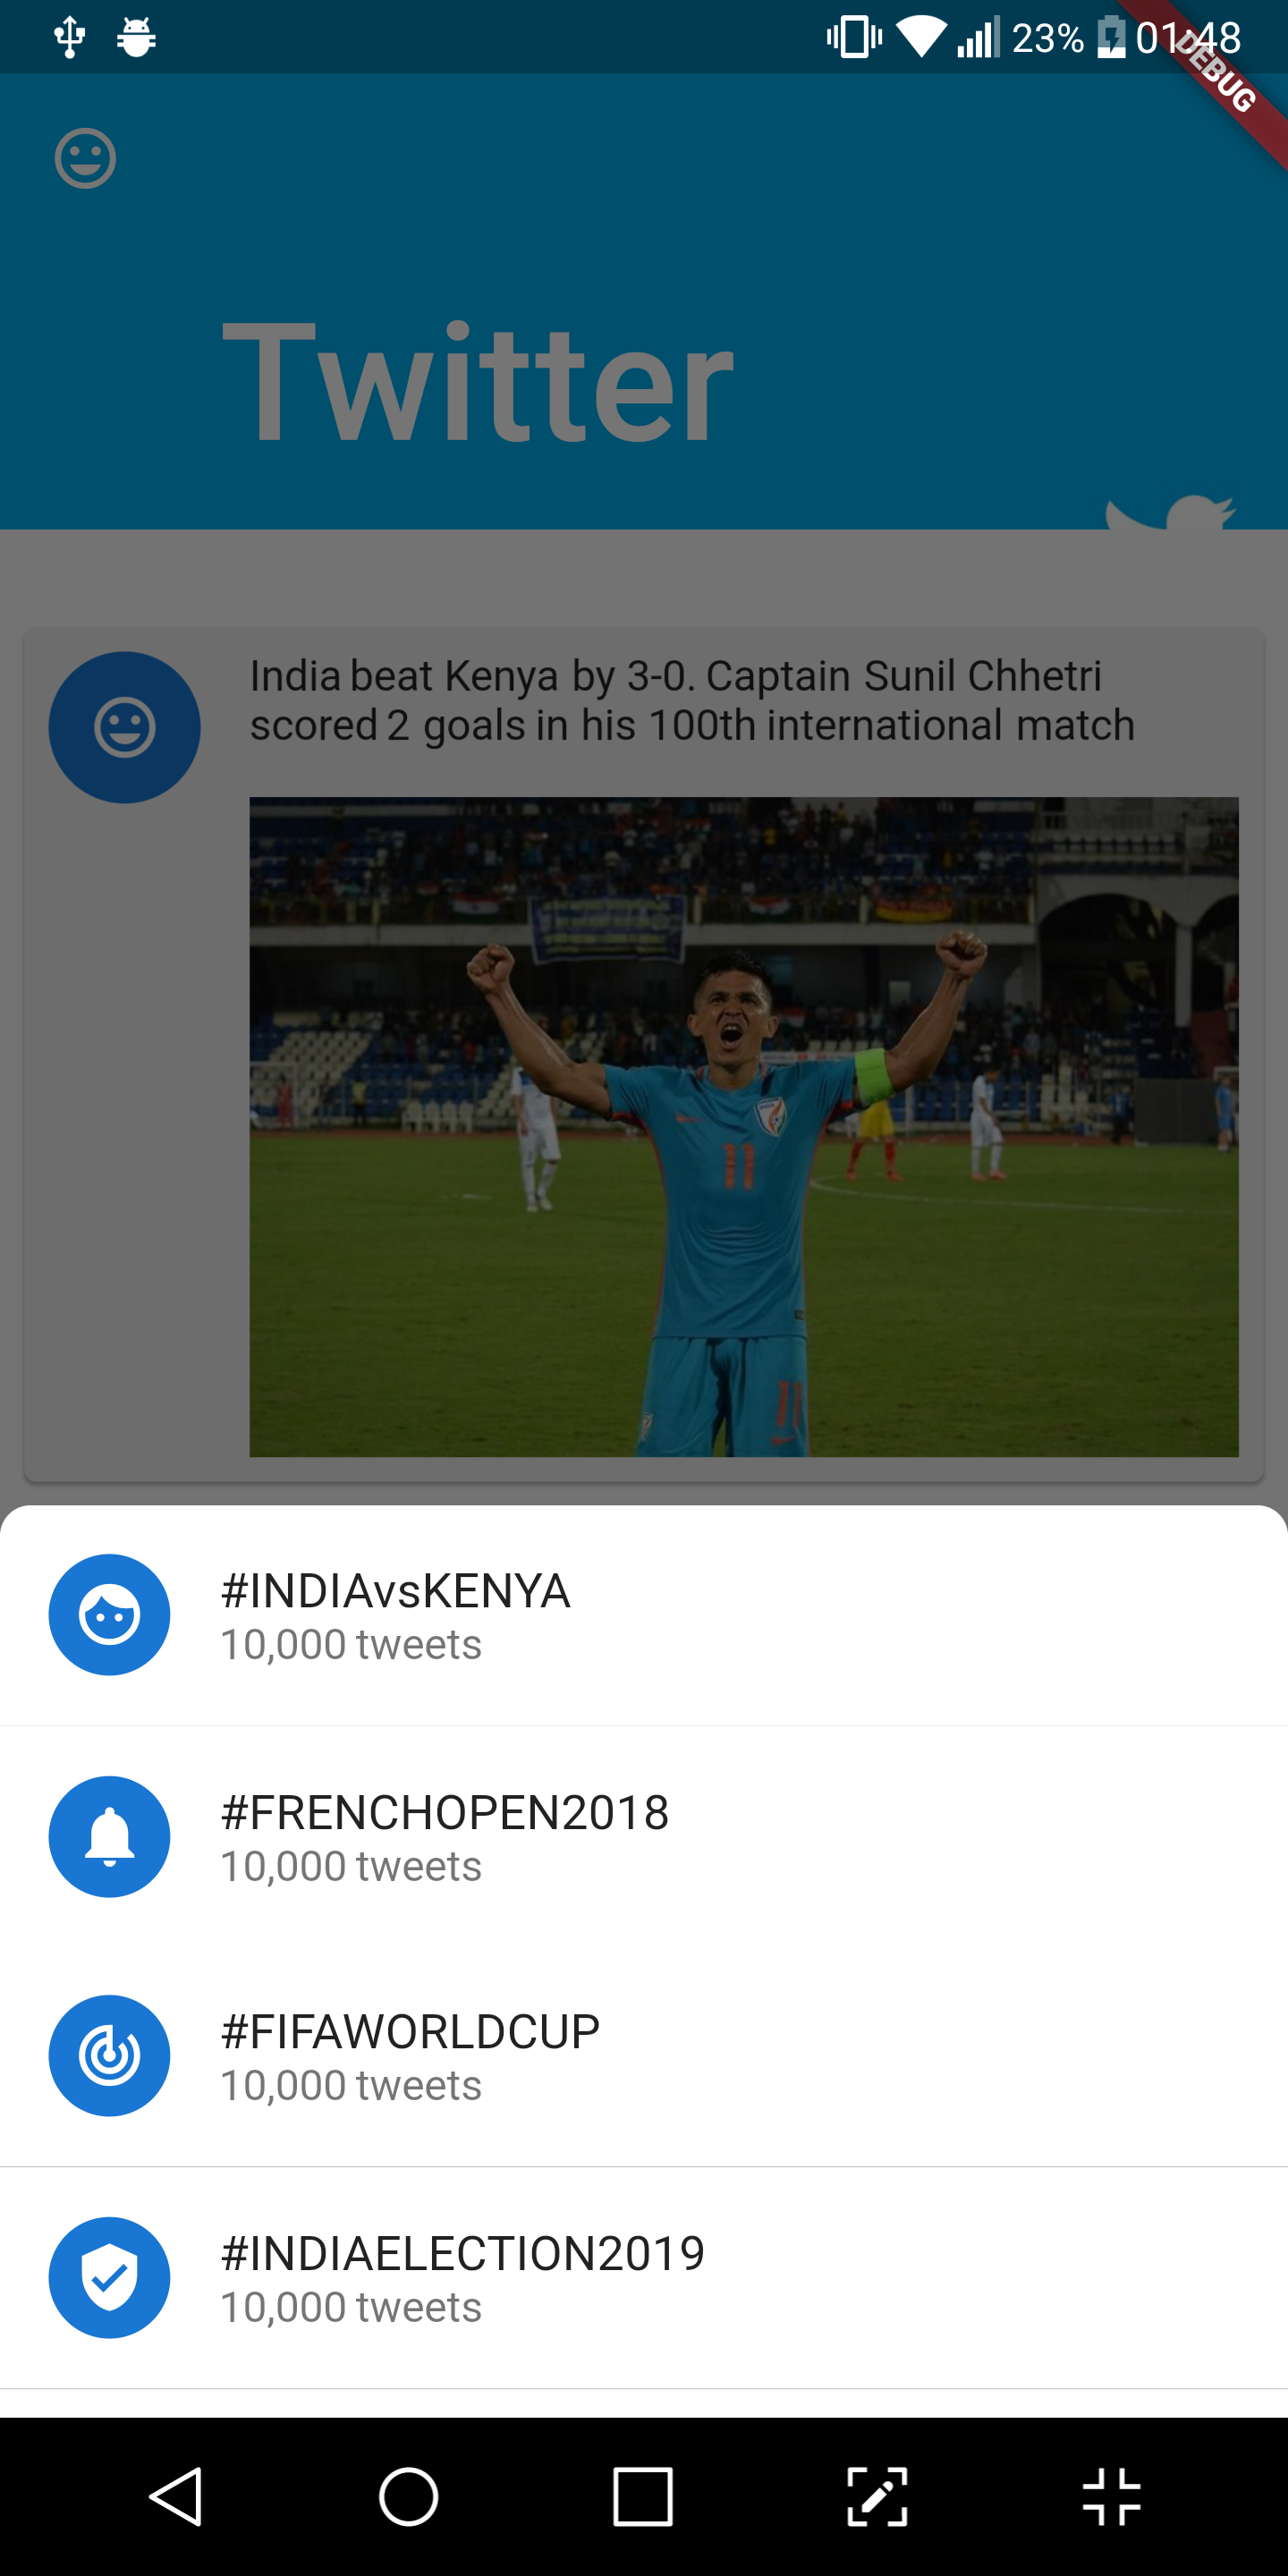 23% 01:48
DEBUG
Twitter
India beat Kenya by 3-0. Captain Sunil Chhetri
scored 2 goals in his 100th international match
11
11
#INDIAvsKENYA
10,000 tweets
#FRENCHOPEN2018
10,000 tweets
#FIFAWORLDCUP
10,000 tweets
#INDIAELECTION2019
10,000 tweets